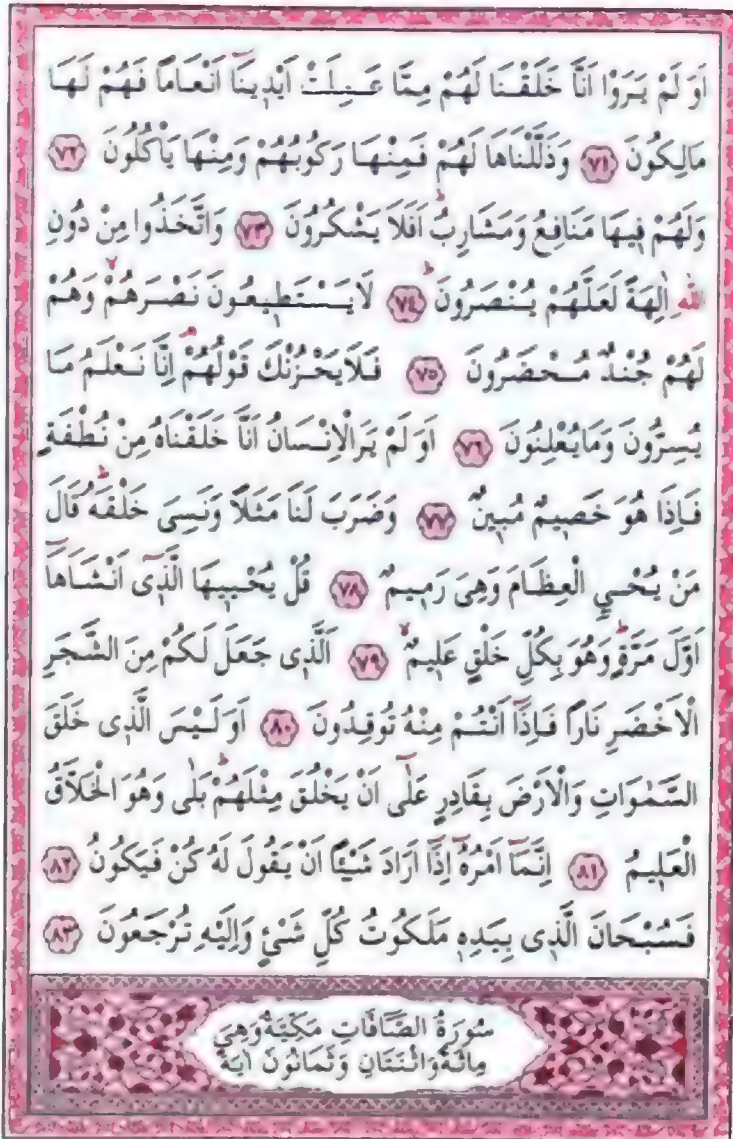 اَوَلَمْ يَرَوْا اَنَّا خَلَقْنَا لَهُمْ مِمَّا عَمِلَتْ اَيْدٖينَٓا اَنْعَامًا فَهُمْ لَهَا
مَالِكُونَ ﴿٧١﴾ وَذَلَّلْنَاهَا لَهُمْ فَمِنْهَا رَكُوبُهُمْ وَمِنْهَا يَاْكُلُونَ ﴿٧٢﴾
وَلَهُمْ فٖيهَا مَنَافِعُ وَمَشَارِبُۜ اَفَلَا يَشْكُرُونَ ﴿٧٣﴾ وَاتَّخَذُوا مِنْ دُونِ
اللّٰهِ اٰلِهَةً لَعَلَّهُمْ يُنْصَرُونَۜ ﴿٧٤﴾ لَا يَسْتَطٖيعُونَ نَصْرَهُمْۙ وَهُمْ
لَهُمْ جُنْدٌ مُحْضَرُونَ ﴿٧٥﴾ فَلَا يَحْزُنْكَ قَوْلُهُمْۢ اِنَّا نَعْلَمُ مَا
يُسِرُّونَ وَمَا يُعْلِنُونَ ﴿٧٦﴾ اَوَلَمْ يَرَ الْاِنْسَانُ اَنَّا خَلَقْنَاهُ مِنْ نُطْفَةٍ
فَاِذَا هُوَ خَصٖيمٌ مُبٖينٌ ﴿٧٧﴾ وَضَرَبَ لَنَا مَثَلًا وَنَسِيَ خَلْقَهُۜ قَالَ
مَنْ يُحْيِ الْعِظَامَ وَهِيَ رَمٖيمٌ ﴿٧٨﴾ قُلْ يُحْيٖيهَا الَّذٖٓى اَنْشَاَهَٓا
اَوَّلَ مَرَّةٍۜ وَهُوَ بِكُلِّ خَلْقٍ عَلٖيمٌۙ ﴿٧٩﴾ اَلَّذٖى جَعَلَ لَكُمْ مِنَ الشَّجَرِ
الْاَخْضَرِ نَارًا فَاِذَٓا اَنْتُمْ مِنْهُ تُوقِدُونَ ﴿٨٠﴾ اَوَلَيْسَ الَّذٖى خَلَقَ
السَّمٰوَاتِ وَالْاَرْضَ بِقَادِرٍ عَلٰٓى اَنْ يَخْلُقَ مِثْلَهُمْۜ بَلٰى وَهُوَ الْخَلَّاقُ
الْعَلٖيمُ ﴿٨١﴾ اِنَّمَٓا اَمْرُهُٓ اِذَٓا اَرَادَ شَيْـًٔا اَنْ يَقُولَ لَهُ كُنْ فَيَكُونُ ﴿٨٢﴾
فَسُبْحَانَ الَّذٖى بِيَدِهٖ مَلَكُوتُ كُلِّ شَىْءٍ وَاِلَيْهِ تُرْجَعُونَ ﴿٨٣﴾
سُورَةُ الصَّافَّاتِ مَكِّيَّةٌ وَهِيَ
مِائَةٌ وَاثْنَتَانِ وَثَمَانُونَ اٰيَةً